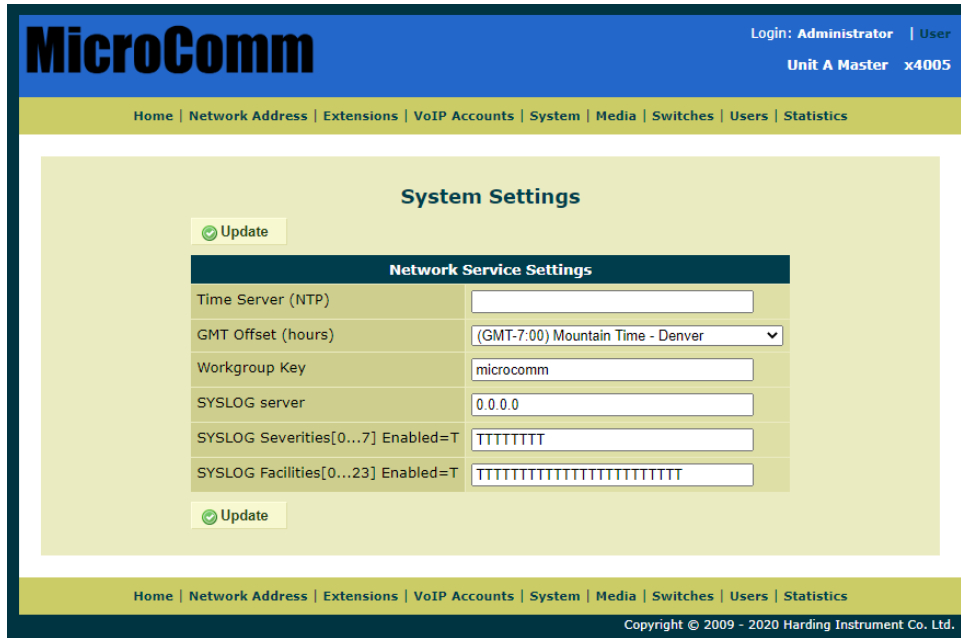 MicroComm
Login: Administrator | User
Unit A Master x4005
Home | Network Address | Extensions | VoIP Accounts | System | Media | Switches | Users | Statistics
System Settings
Update
Network Service Settings
Time Server (NTP)
GMT Offset (hours) (GMT-7:00) Mountain Time - Denver
Workgroup Key microcomm
SYSLOG server 0.0.0.0
SYSLOG Severities[0...7] Enabled=T TTTTTTTT
SYSLOG Facilities[0...23] Enabled=T TTTTTTTTTTTTTTTTTTTTTTTT
Update
Home | Network Address | Extensions | VoIP Accounts | System | Media | Switches | Users | Statistics
Copyright © 2009 - 2020 Harding Instrument Co. Ltd.